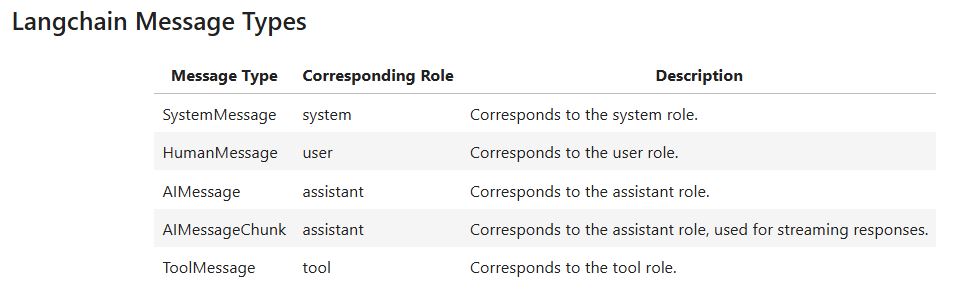 Langchain Message Types
Message Type Corresponding Role Description
SystemMessage system Corresponds to the system role.
HumanMessage user Corresponds to the user role.
AIMessage assistant Corresponds to the assistant role.
AIMessageChunk assistant Corresponds to the assistant role, used for streaming responses.
ToolMessage tool Corresponds to the tool role.